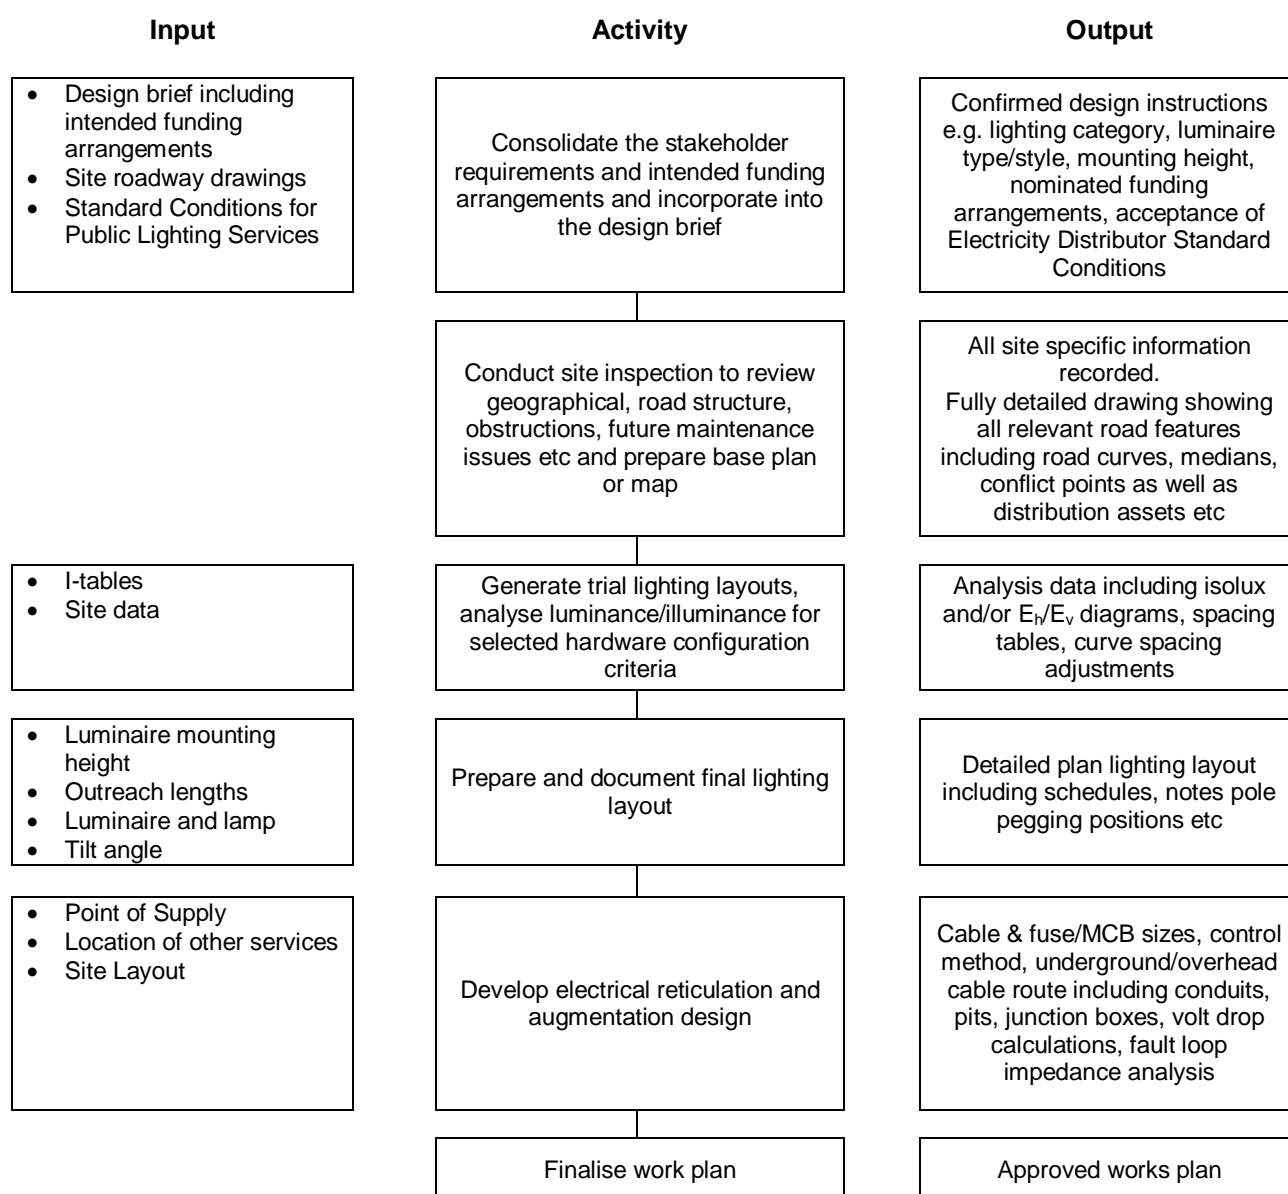 Input
Activity
Output
• Design brief including
intended funding
arrangements
• Site roadway drawings
• Standard Conditions for
Public Lighting Services
Consolidate the stakeholder
requirements and intended funding
arrangements and incorporate into
the design brief
Confirmed design instructions
e.g. lighting category, luminaire
type/style, mounting height,
nominated funding
arrangements, acceptance of
Electricity Distributor Standard
Conditions
Conduct site inspection to review
geographical, road structure,
obstructions, future maintenance
issues etc and prepare base plan
or map
All site specific information
recorded.
Fully detailed drawing showing
all relevant road features
including road curves, medians,
conflict points as well as
distribution assets etc
• I-tables
• Site data
Generate trial lighting layouts,
analyse luminance/illuminance for
selected hardware configuration
criteria
Analysis data including isolux
and/or Eh/Ev diagrams, spacing
tables, curve spacing
adjustments
• Luminaire mounting
height
• Outreach lengths
• Luminaire and lamp
• Tilt angle
Prepare and document final lighting
layout
Detailed plan lighting layout
including schedules, notes pole
pegging positions etc
• Point of Supply
• Location of other services
• Site Layout
Develop electrical reticulation and
augmentation design
Cable & fuse/MCB sizes, control
method, underground/overhead
cable route including conduits,
pits, junction boxes, volt drop
calculations, fault loop
impedance analysis
Finalise work plan
Approved works plan